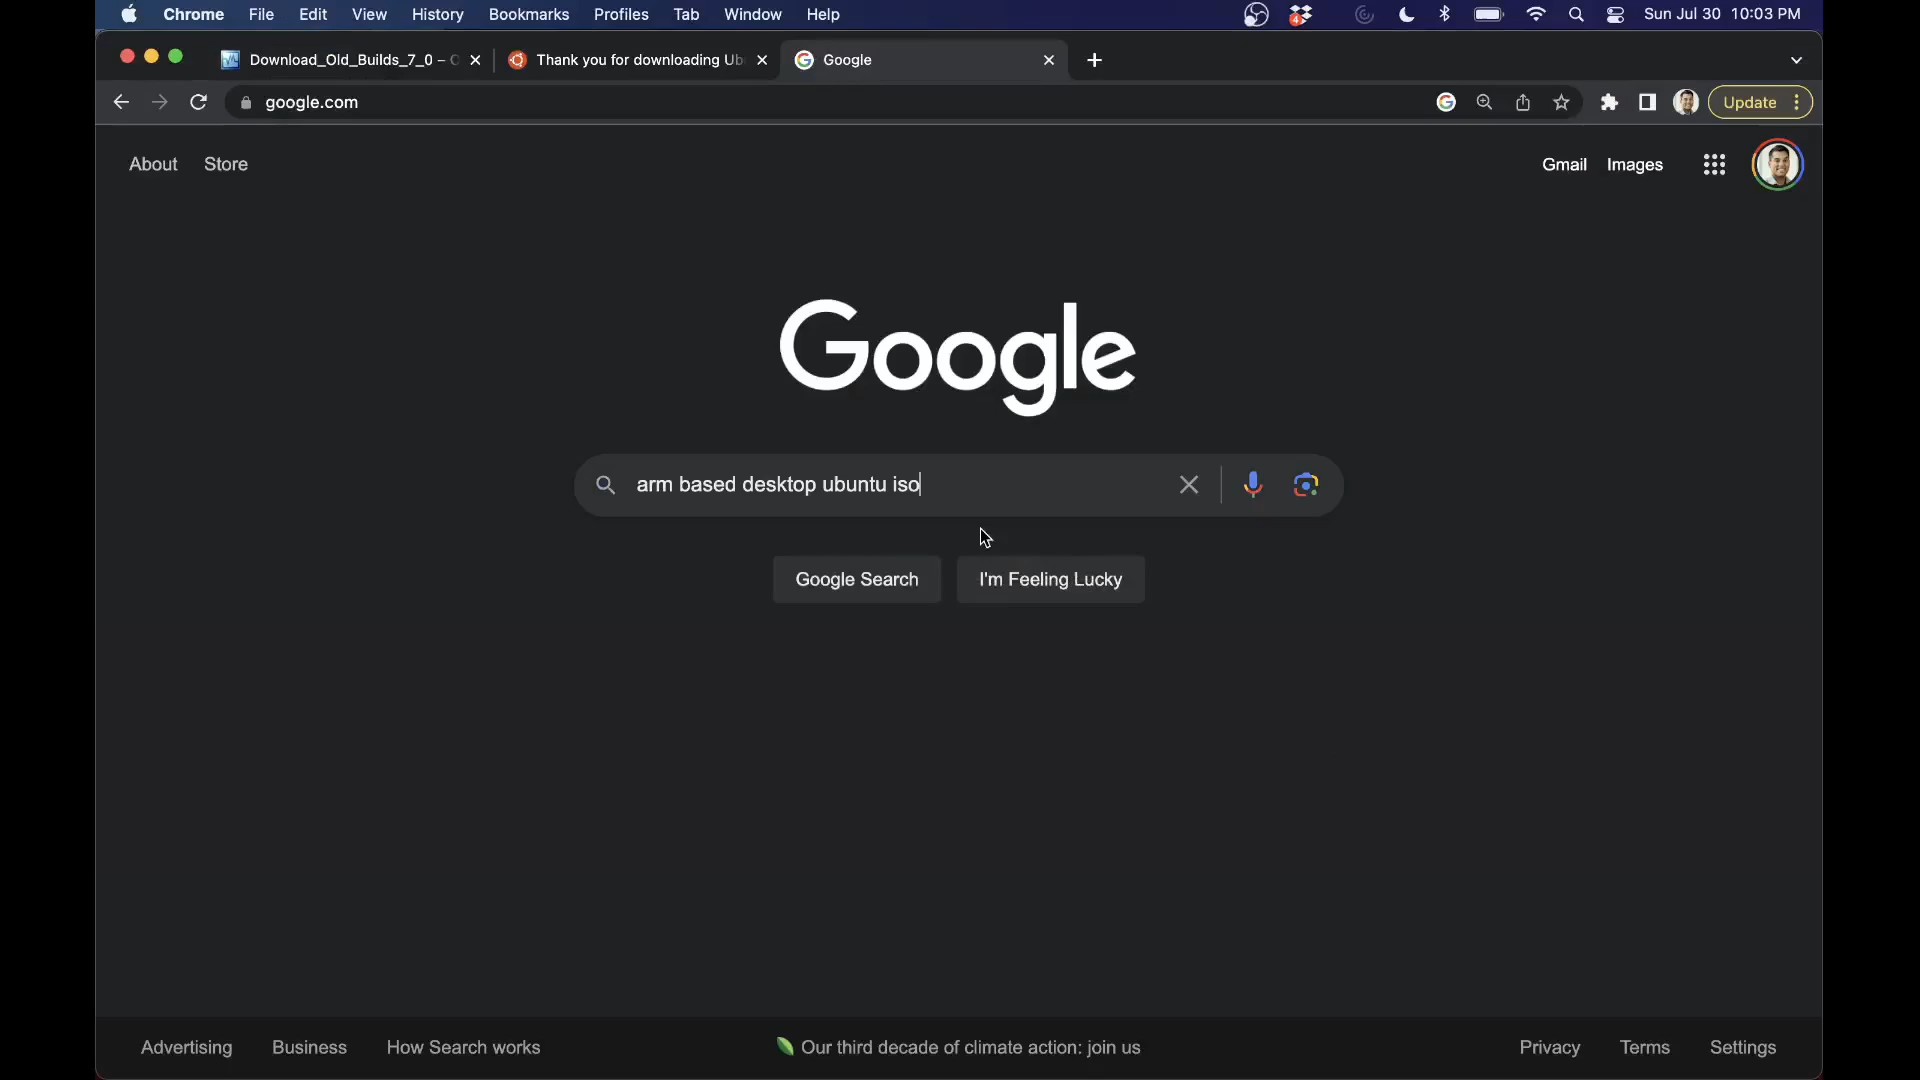 Chrome File Edit View History Bookmarks Profiles Tab Window Help 4 Sun Jul 30 10:03 PM
Download_Old_Builds_7_0 – Thank you for downloading Ub Google
google.com Update
About Store Gmail Images
Google
arm based desktop ubuntu iso
Google Search I'm Feeling Lucky
Advertising Business How Search works Our third decade of climate action: join us Privacy Terms Settings